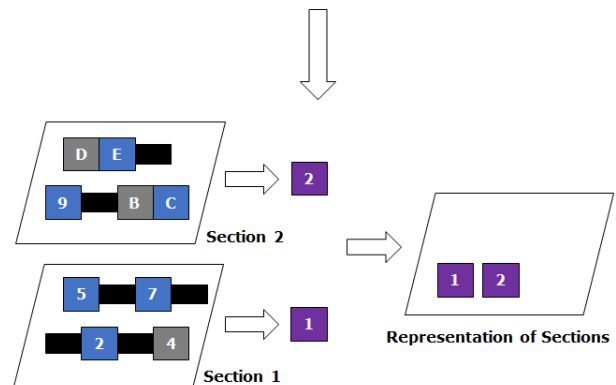 D E
2
9 B C
Section 2
1 2
5 7
2 4
1
Representation of Sections
Section 1